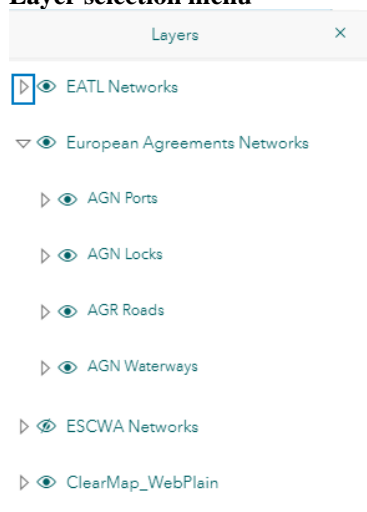 Layer selection menu
Layers
EATL Networks
European Agreements Networks
AGN Ports
AGN Locks
AGR Roads
AGN Waterways
ESCWA Networks
ClearMap_WebPlain